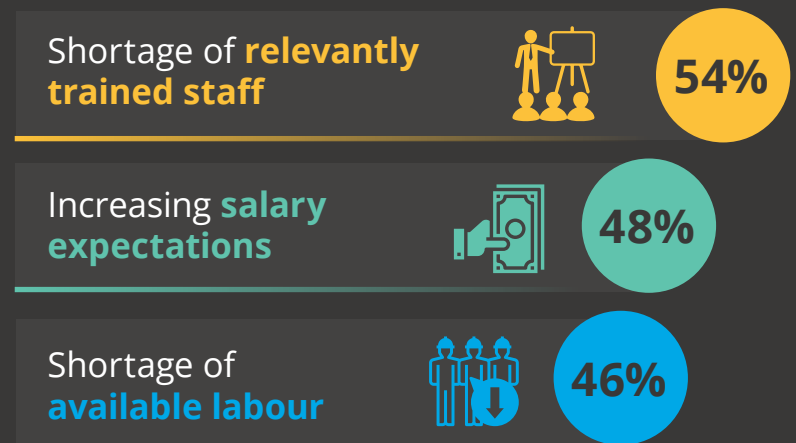 Shortage of relevantly
trained staff
54%
Increasing salary
expectations
48%
Shortage of
available labour
46%